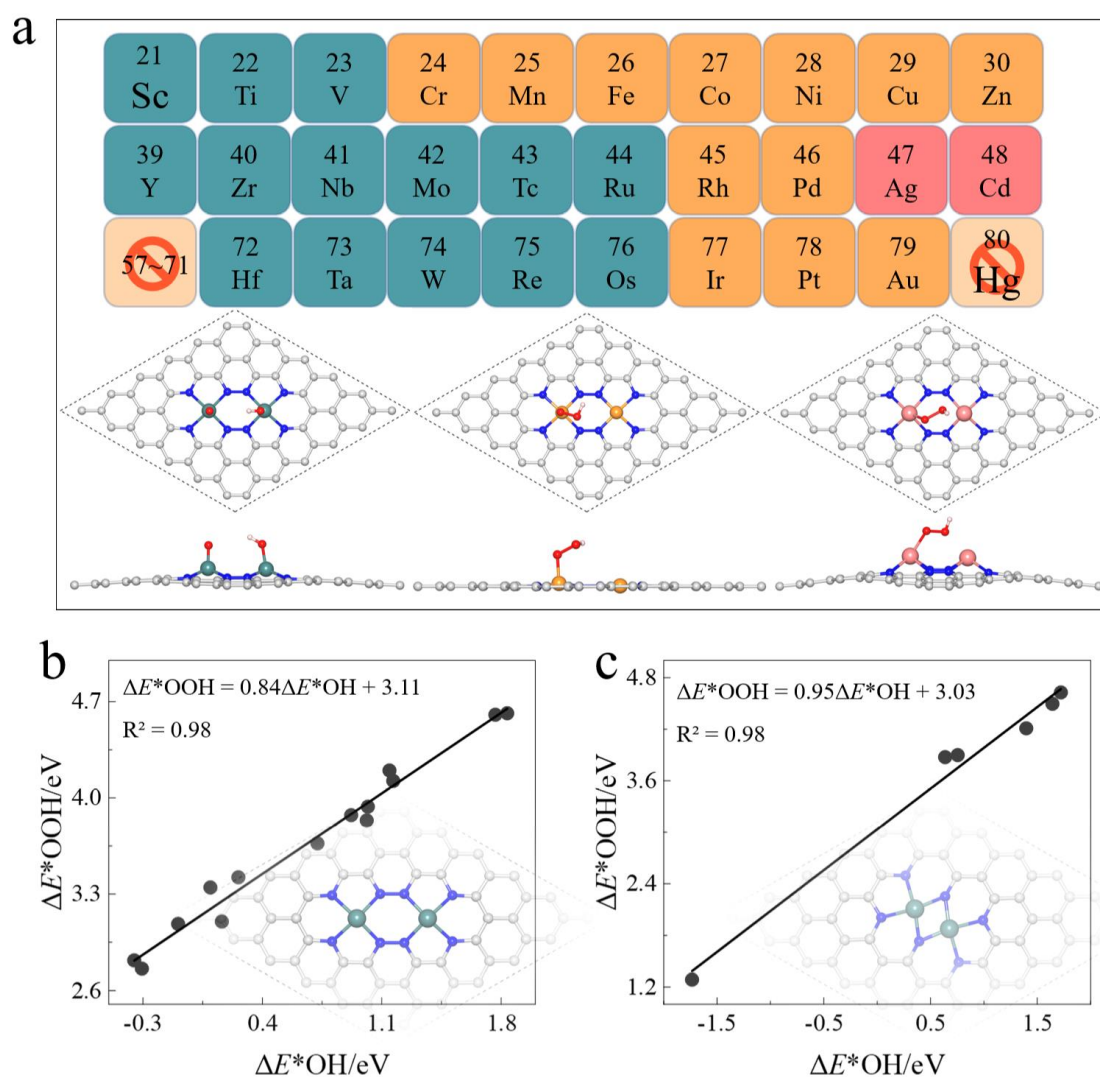 a
21 22 23 24 25 26 27 28 29 30
Sc Ti V Cr Mn Fe Co Ni Cu Zn
39 40 41 42 43 44 45 46 47 48
Y Zr Nb Mo Tc Ru Rh Pd Ag Cd
57~71 72 73 74 75 76 77 78 79 80
Hf Ta W Re Os Ir Pt Au Hg
b
ΔE*OOH = 0.84ΔE*OH + 3.11
R² = 0.98
4.7
4.0
3.3
2.6
ΔE*OOH/eV
-0.3 0.4 1.1 1.8
ΔE*OH/eV
c
ΔE*OOH = 0.95ΔE*OH + 3.03
R² = 0.98
4.8
3.6
2.4
1.2
ΔE*OOH/eV
-1.5 -0.5 0.5 1.5
ΔE*OH/eV